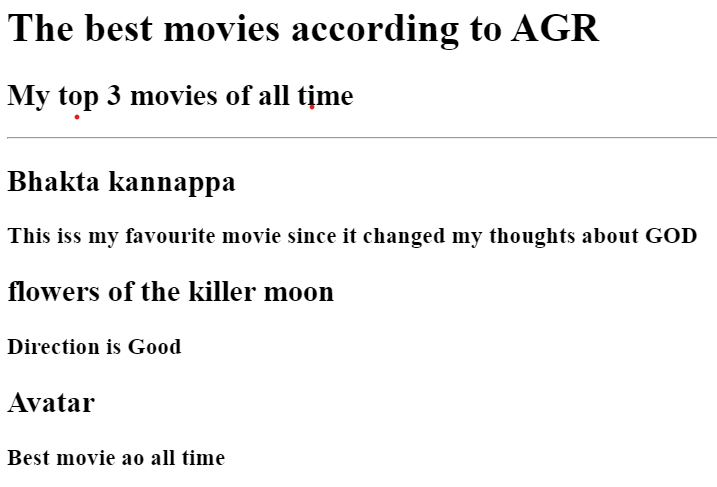 The best movies according to AGR
My top 3 movies of all time
Bhakta kannappa
This iss my favourite movie since it changed my thoughts about GOD
flowers of the killer moon
Direction is Good
Avatar
Best movie ao all time